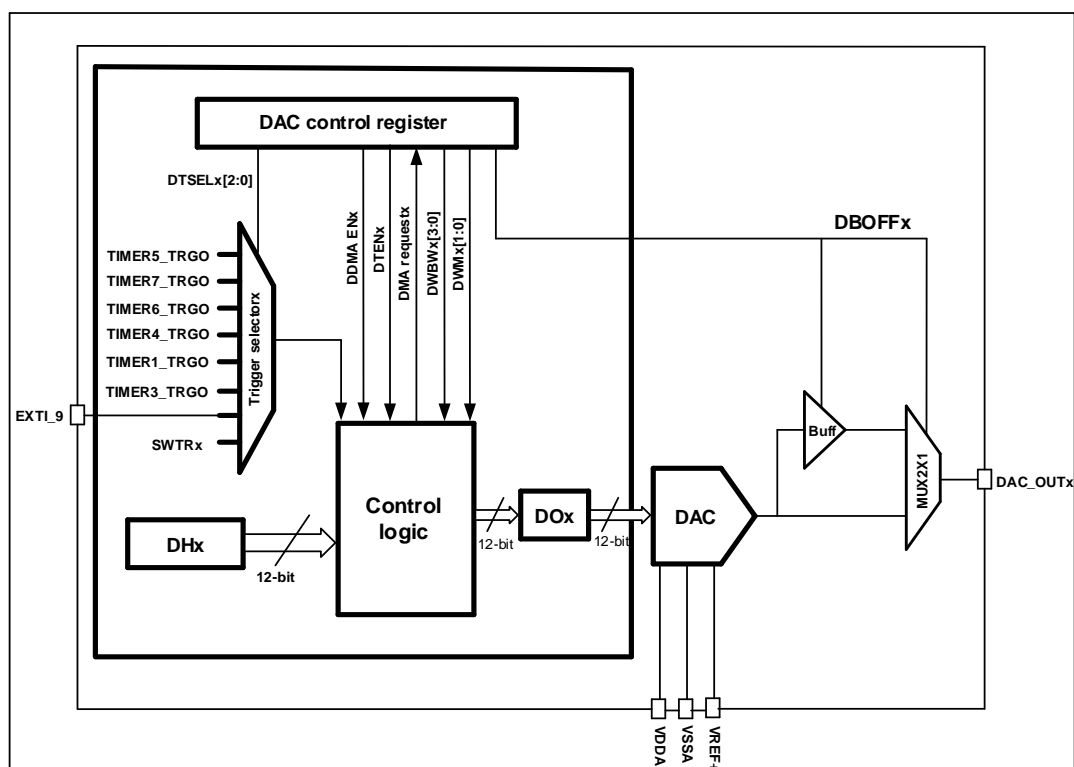 DAC control register
DTSELx[2:0]
DDMA ENx
DTENx
DMA requestx
DWBWx[3:0]
DWMx[1:0]
DBOFFx
TIMER5_TRGO
TIMER7_TRGO
TIMER6_TRGO
TIMER4_TRGO
TIMER1_TRGO
TIMER3_TRGO
EXTI_9
SWTRx
Trigger selectorx
Buff
MUX2X1
DAC_OUTx
Control
logic
DHx
12-bit
12-bit
DOx
12-bit
DAC
VDDA
VSSA
VREF+